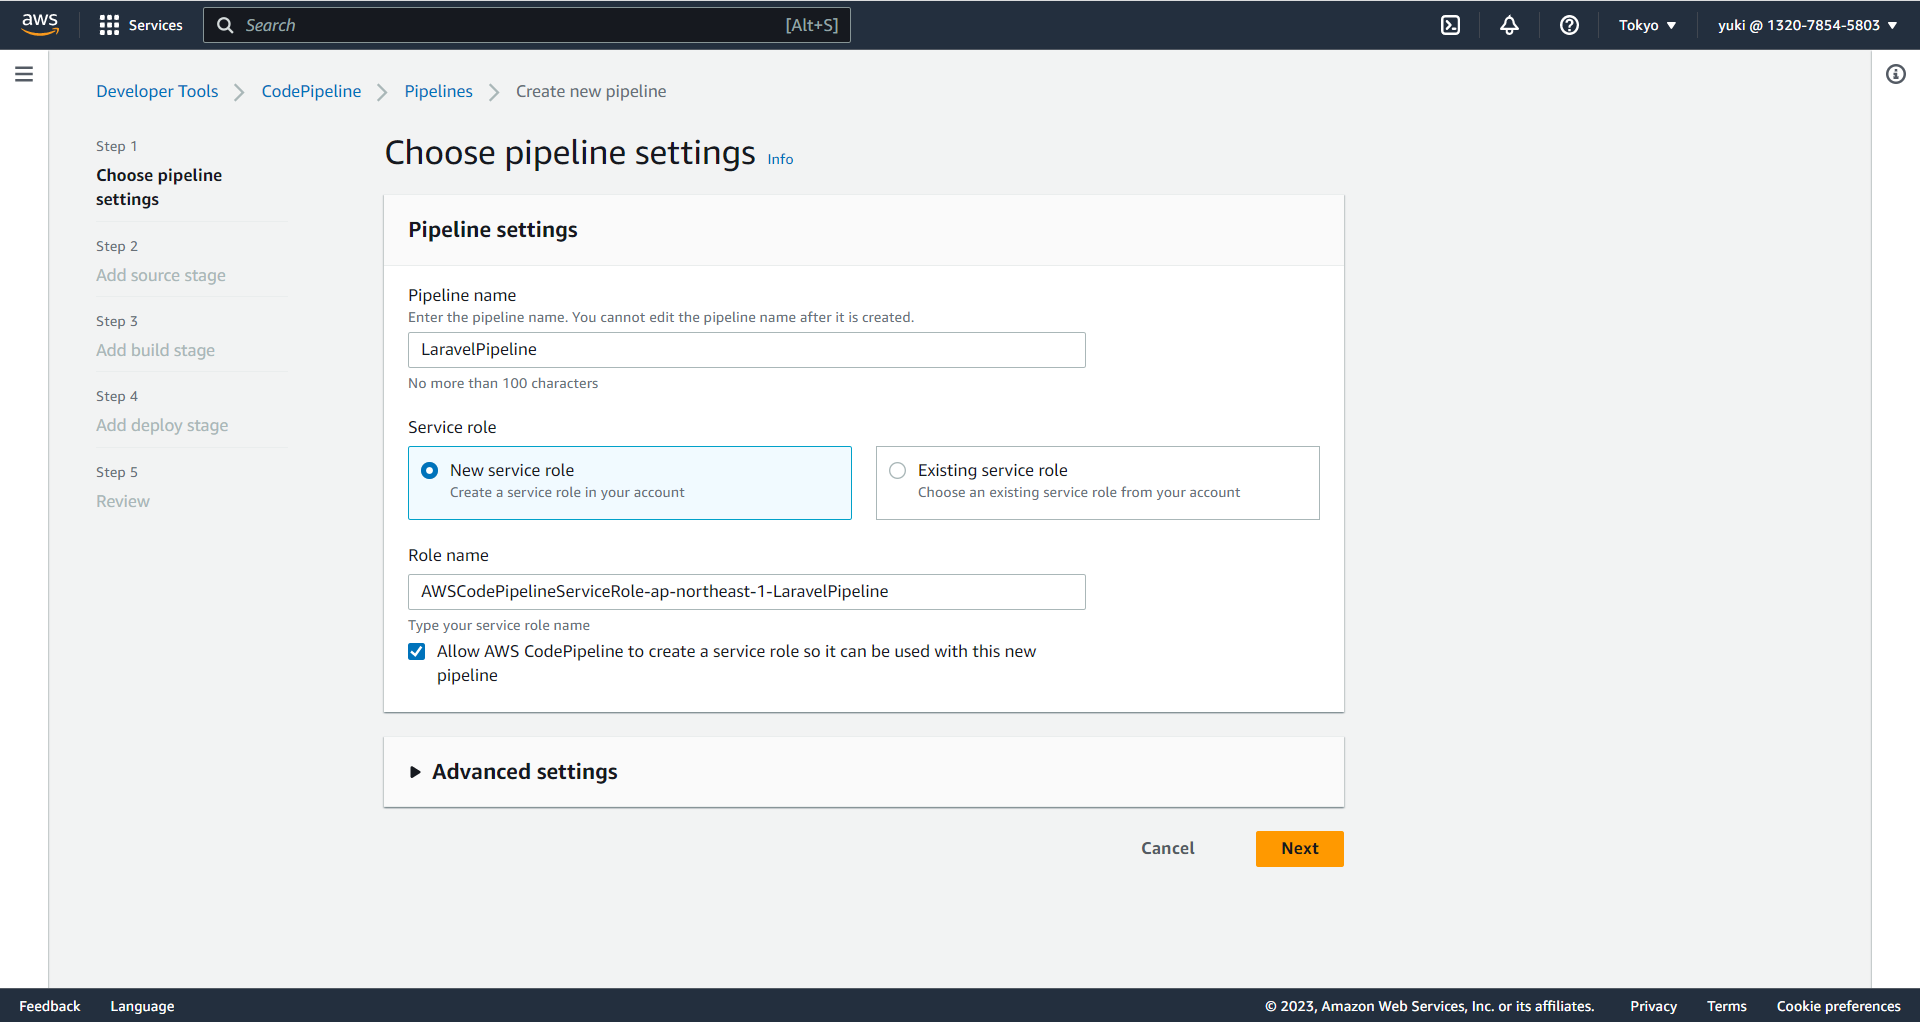 aws
Services
Search
[Alt+S]
Tokyo
yuki @ 1320-7854-5803
Developer Tools
CodePipeline
Pipelines
Create new pipeline
Step 1
Choose pipeline
settings
Step 2
Add source stage
Step 3
Add build stage
Step 4
Add deploy stage
Step 5
Review
Choose pipeline settings Info
Pipeline settings
Pipeline name
Enter the pipeline name. You cannot edit the pipeline name after it is created.
LaravelPipeline
No more than 100 characters
Service role
New service role
Create a service role in your account
Existing service role
Choose an existing service role from your account
Role name
AWSCodePipelineServiceRole-ap-northeast-1-LaravelPipeline
Type your service role name
Allow AWS CodePipeline to create a service role so it can be used with this new
pipeline
Advanced settings
Cancel
Next
Feedback
Language
© 2023, Amazon Web Services, Inc. or its affiliates.
Privacy
Terms
Cookie preferences